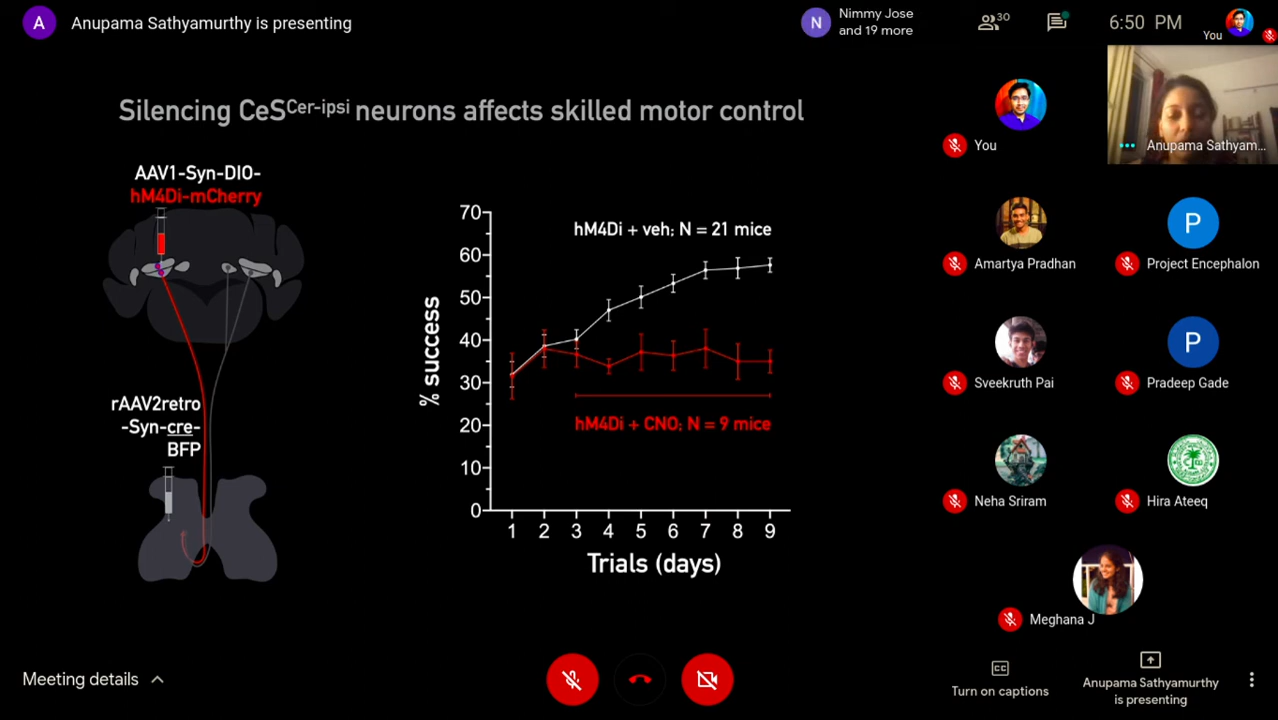 A
Anupama Sathyamurthy is presenting
N
Nimmy Jose
and 19 more
30
6:50 PM
You
Silencing CeSCer-ipsi neurons affects skilled motor control
AAV1-Syn-DIO-
hM4Di-mCherry
rAAV2retro
-Syn-cre-
BFP
% success
70
60
50
40
30
20
10
0
hM4Di + veh; N = 21 mice
hM4Di + CNO; N = 9 mice
1 2 3 4 5 6 7 8 9
Trials (days)
You
Anupama Sathyam...
Amartya Pradhan
P
Project Encephalon
Sveekruth Pai
P
Pradeep Gade
Neha Sriram
Hira Ateeq
Meghana J
Meeting details
CC
Turn on captions
Anupama Sathyamurthy
is presenting